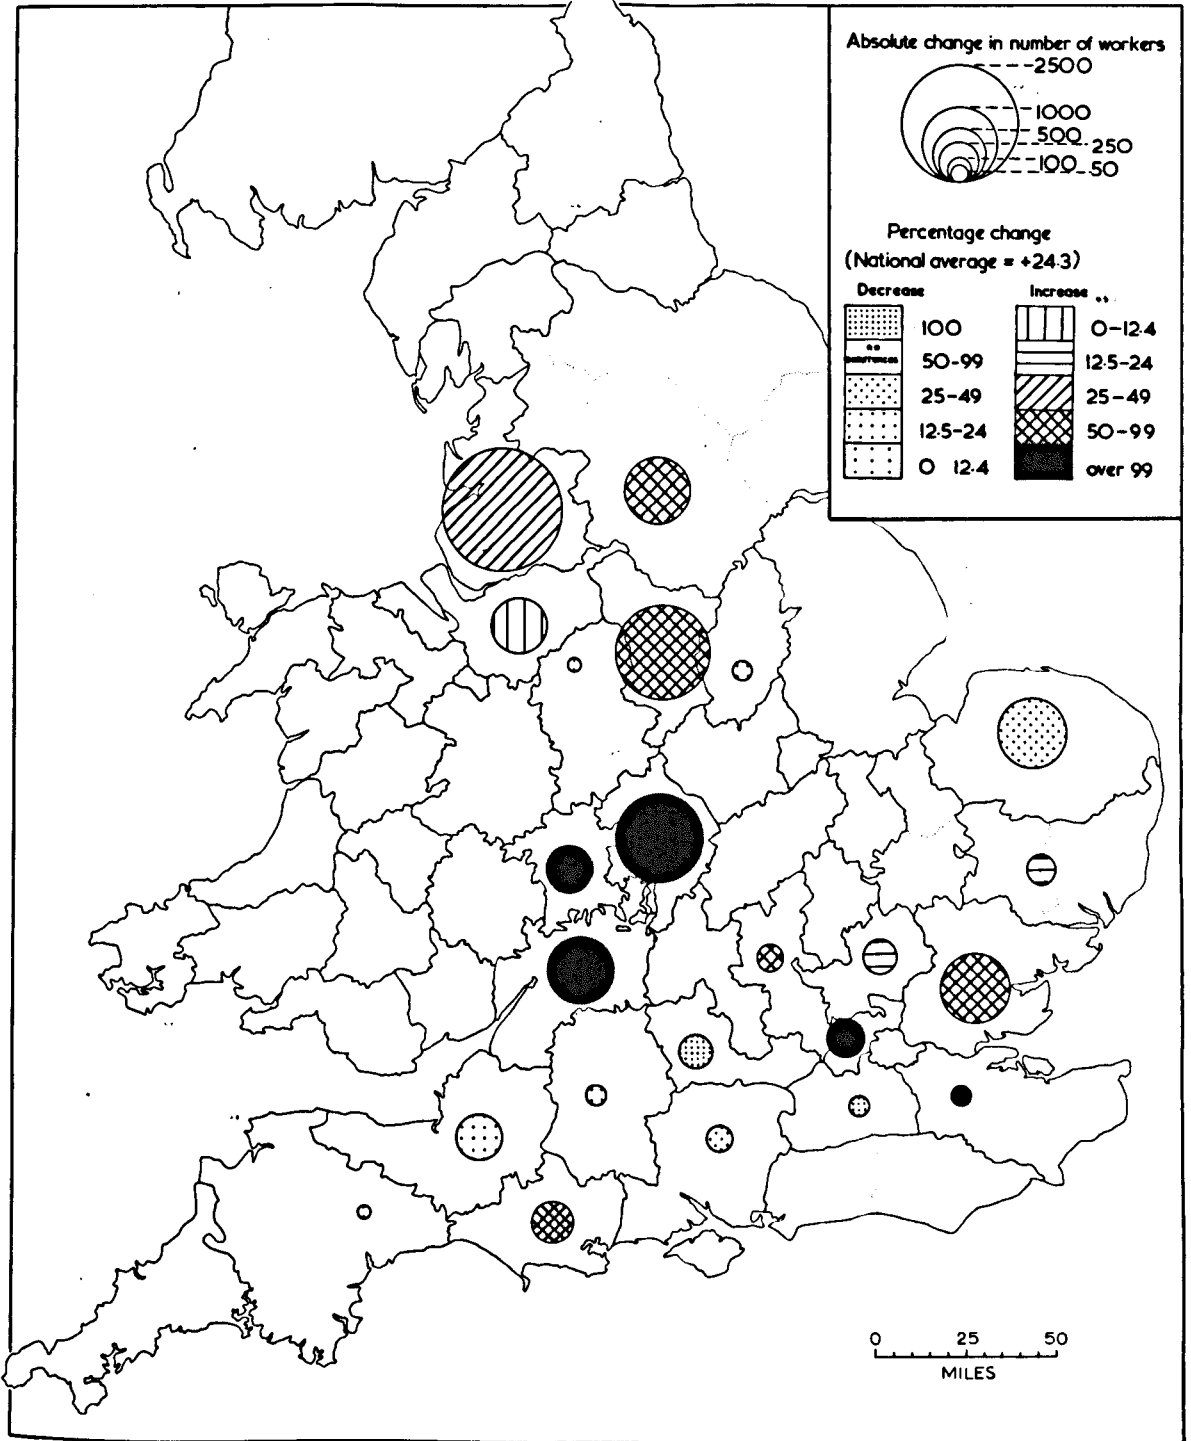 Absolute change in number of workers
2500
1000
500
250
100
50
Percentage change
(National average = +24.3)
Decrease
Increase
100
0-12.4
50-99
12.5-24
25-49
25-49
12.5-24
50-99
0 12.4
over 99
0 25 50
MILES